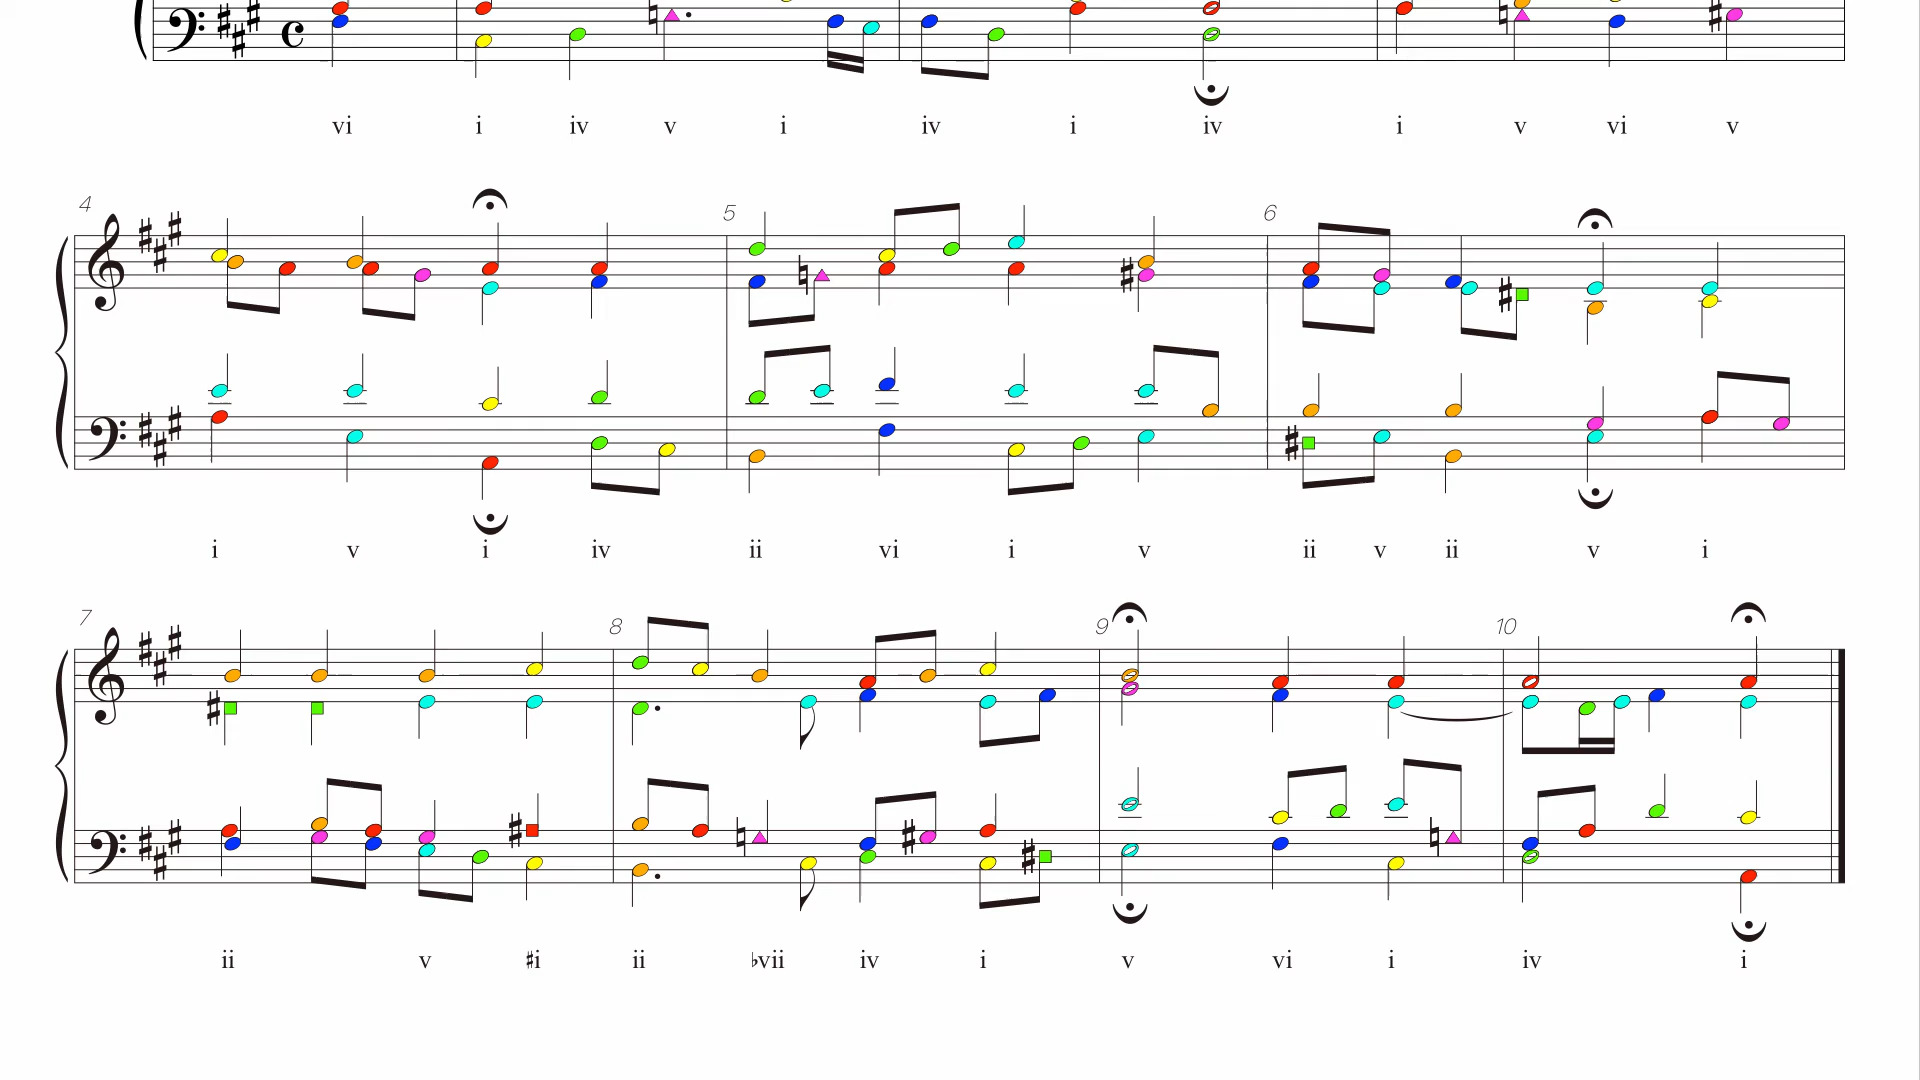 vi i iv v i iv i iv i v vi v
4 5 6
i v i iv ii vi i v ii v ii v i
7 8 9 10
ii v ♯i ii ♭vii iv i v vi i iv i